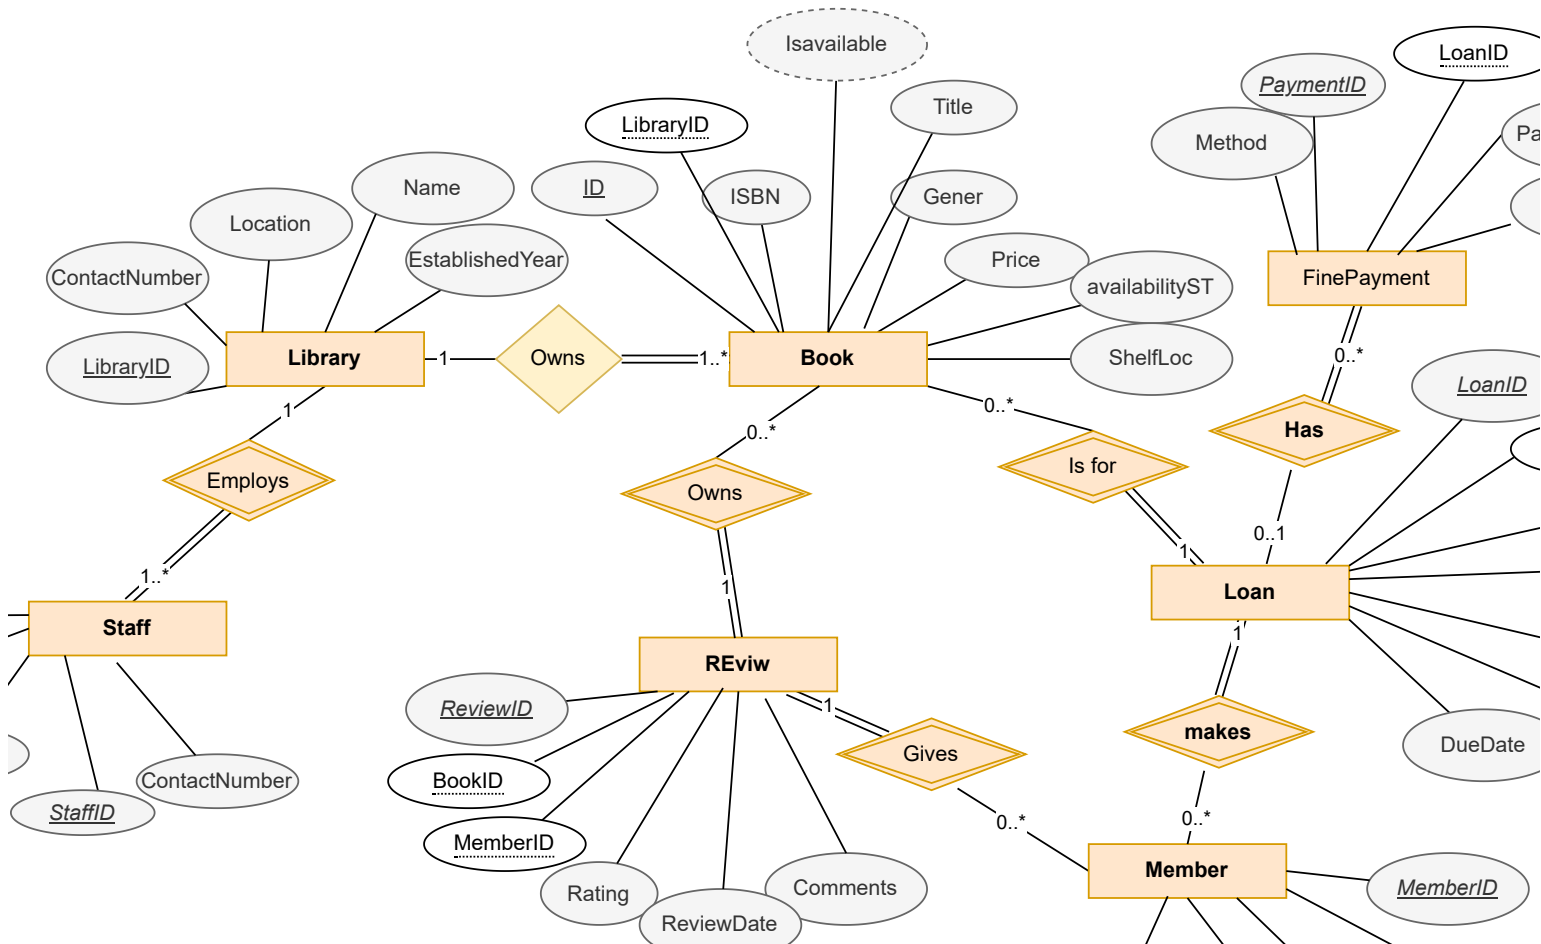 Isavailable
LoanID
PaymentID
Title
LibraryID
Method
Pa
Name
ID
ISBN
Gener
Location
EstablishedYear
Price
ContactNumber
availabilityST
FinePayment
Library
1
Owns
1..*
Book
ShelfLoc
LibraryID
0..*
LoanID
1
0..*
0..*
Has
Employs
Owns
Is for
0..1
1
1..*
1
Loan
Staff
1
REviw
ReviewID
1
makes
DueDate
Gives
BookID
ContactNumber
StaffID
0..*
0..*
MemberID
Member
MemberID
Rating
Comments
ReviewDate